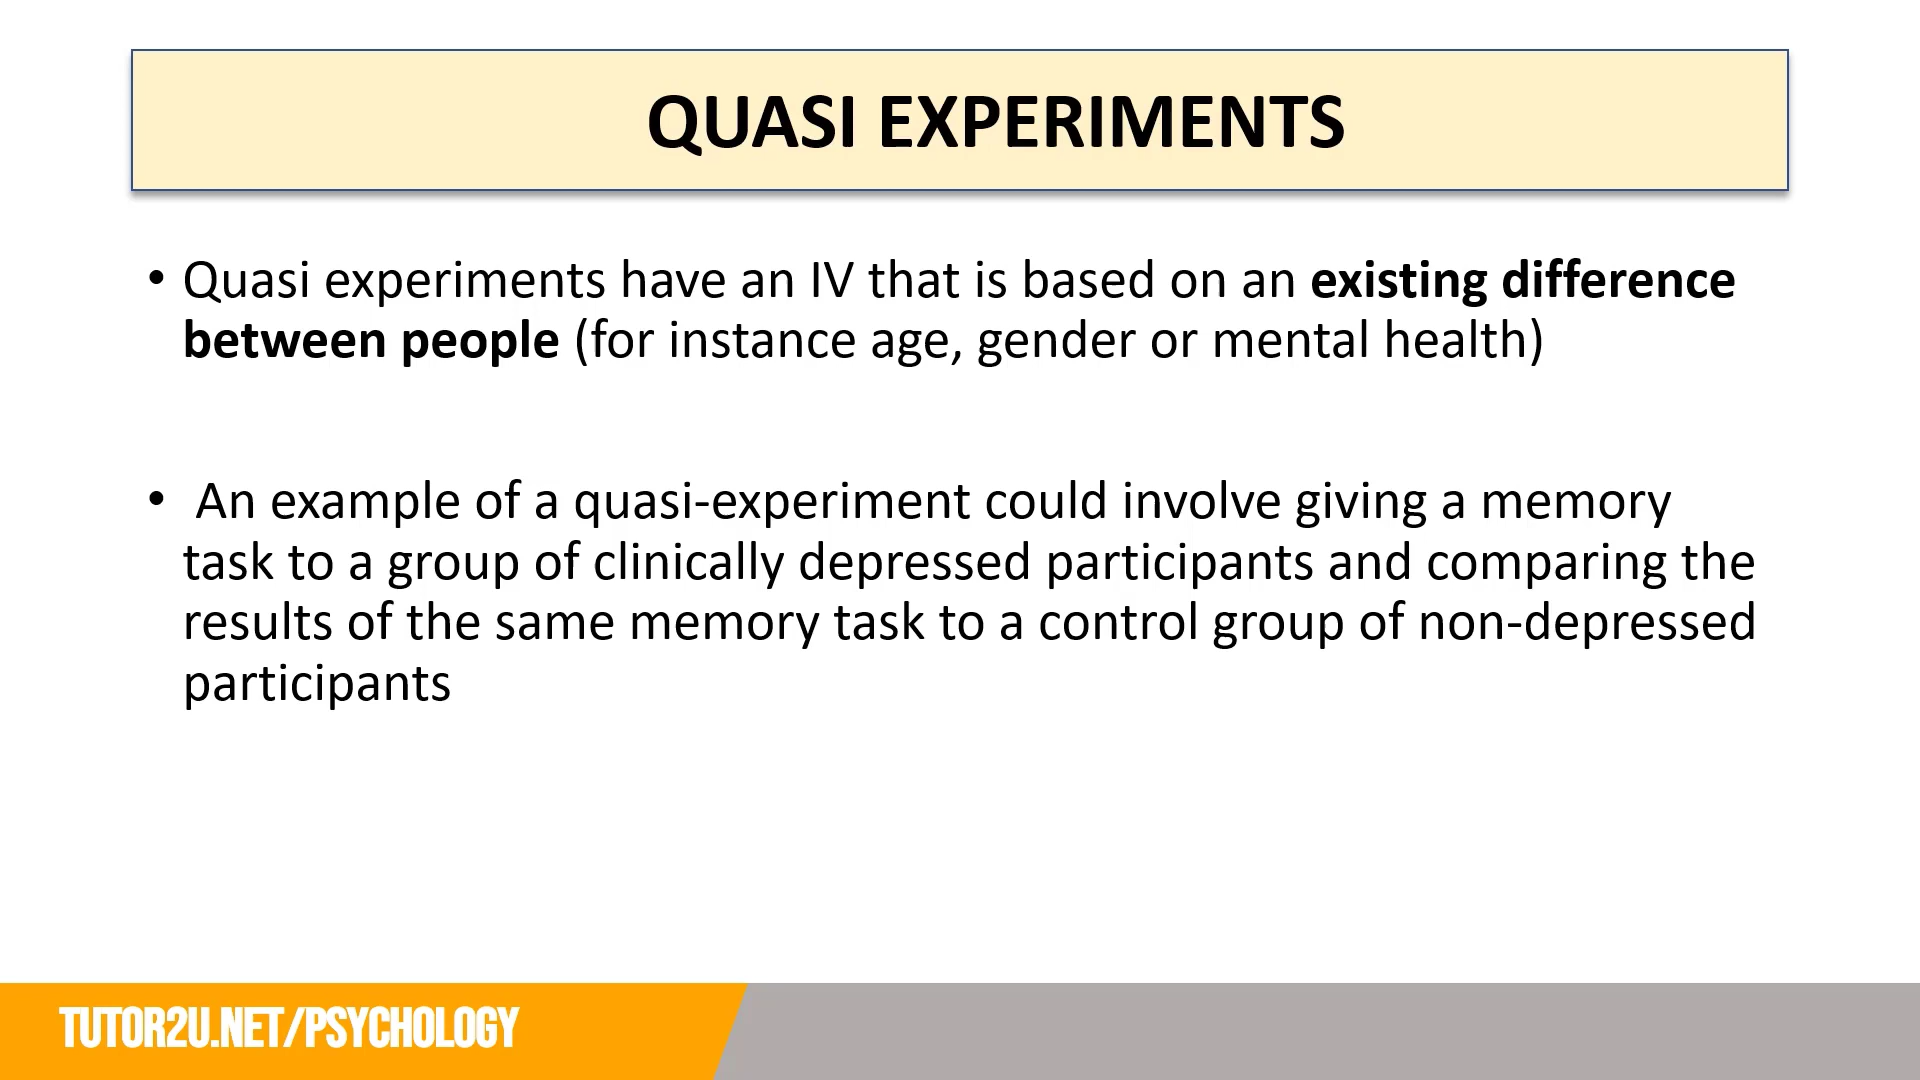 QUASI EXPERIMENTS
• Quasi experiments have an IV that is based on an existing difference
between people (for instance age, gender or mental health)
• An example of a quasi-experiment could involve giving a memory
task to a group of clinically depressed participants and comparing the
results of the same memory task to a control group of non-depressed
participants
TUTOR2U.NET/PSYCHOLOGY